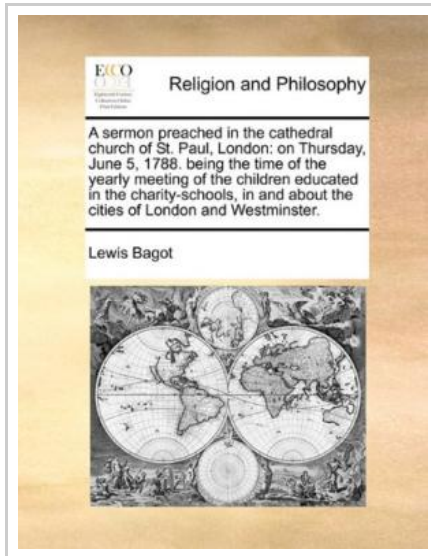 ECCO
Religion and Philosophy
A sermon preached in the cathedral
church of St. Paul, London: on Thursday,
June 5, 1788. being the time of the
yearly meeting of the children educated
in the charity-schools, in and about the
cities of London and Westminster.
Lewis Bagot